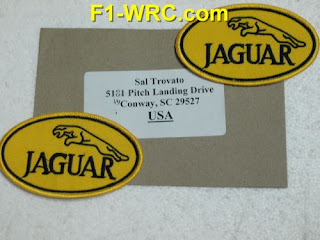 F1-WRC.com
JAGUAR
Sal Trovato
5181 Pitch Landing Drive
Conway, SC 29527
USA
JAGUAR